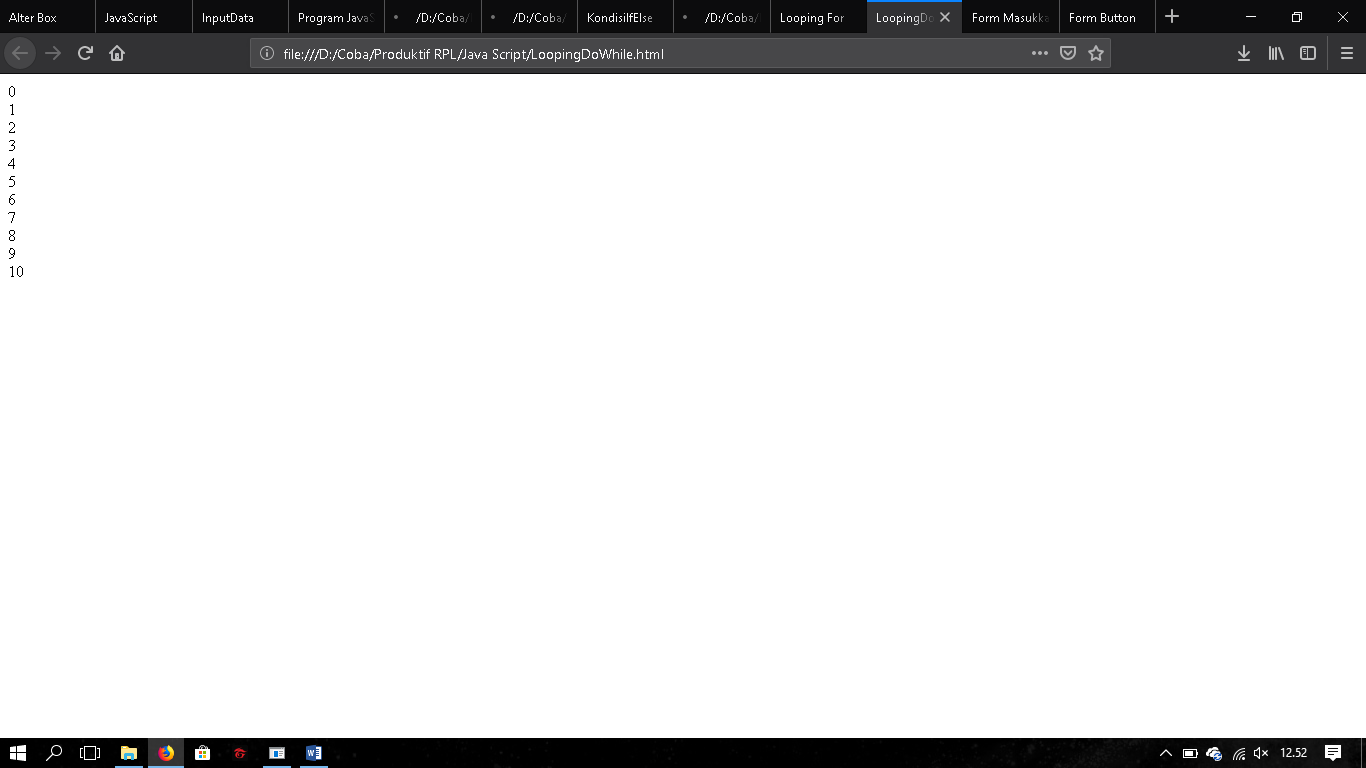 Alter Box
JavaScript
InputData
Program JavaS
/D:/Coba/
/D:/Coba/
KondisiIfElse
/D:/Coba/
Looping For
LoopingDo
Form Masukka
Form Button
file:///D:/Coba/Produktif RPL/Java Script/LoopingDoWhile.html
0
1
2
3
4
5
6
7
8
9
10
12.52